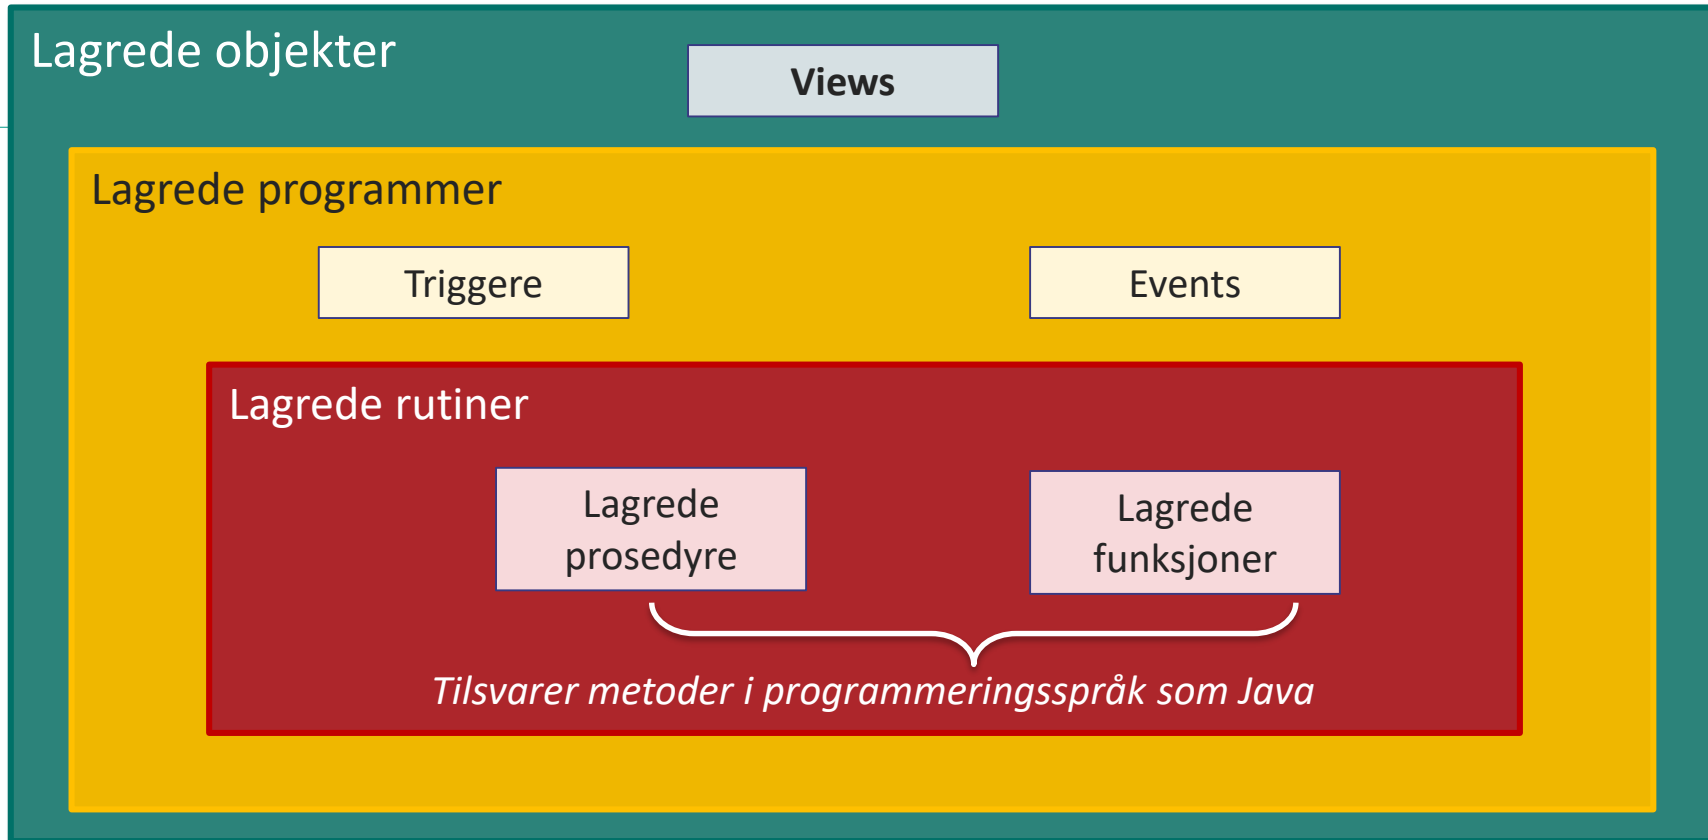 Lagrede objekter
Views
Lagrede programmer
Triggere
Events
Lagrede rutiner
Lagrede
prosedyre
Lagrede
funksjoner
Tilsvarer metoder i programmeringsspråk som Java